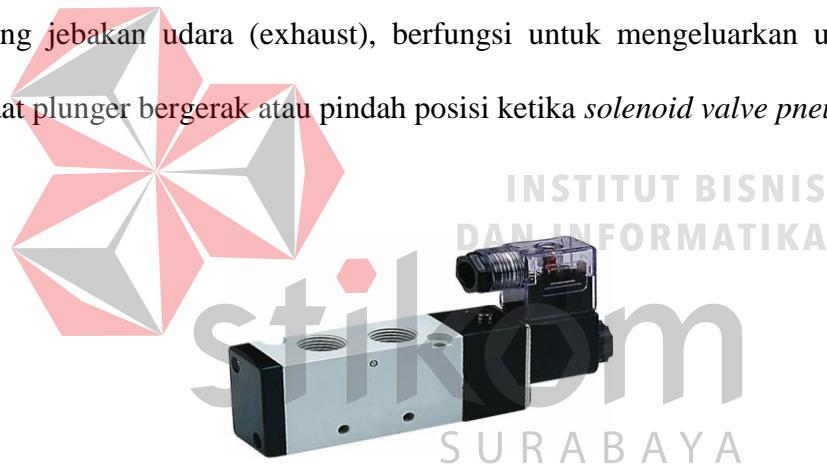 ng jebakan udara (exhaust), berfungsi untuk mengeluarkan u
at plunger bergerak atau pindah posisi ketika solenoid valve pneu
INSTITUT BISNIS
DAN INFORMATIKA
stikom
SURABAYA